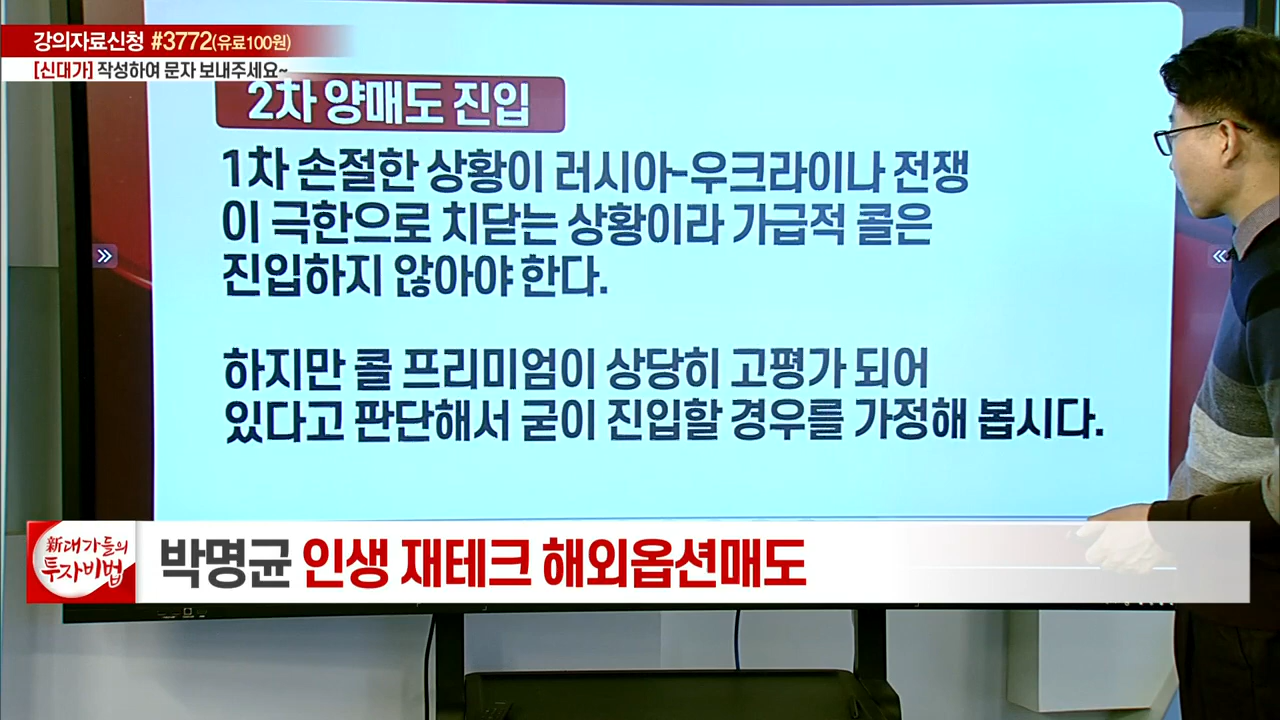 강의자료신청 #3772(유료100원)
[신대가] 작성하여 문자 보내주세요~
2차 양매도 진입
1차 손절한 상황이 러시아-우크라이나 전쟁
이 극한으로 치닫는 상황이라 가급적 콜은
진입하지 않아야 한다.
하지만 콜 프리미엄이 상당히 고평가 되어
있다고 판단해서 굳이 진입할 경우를 가정해 봅시다.
新대가들의
투자비법
박명균 인생 재테크 해외옵션매도